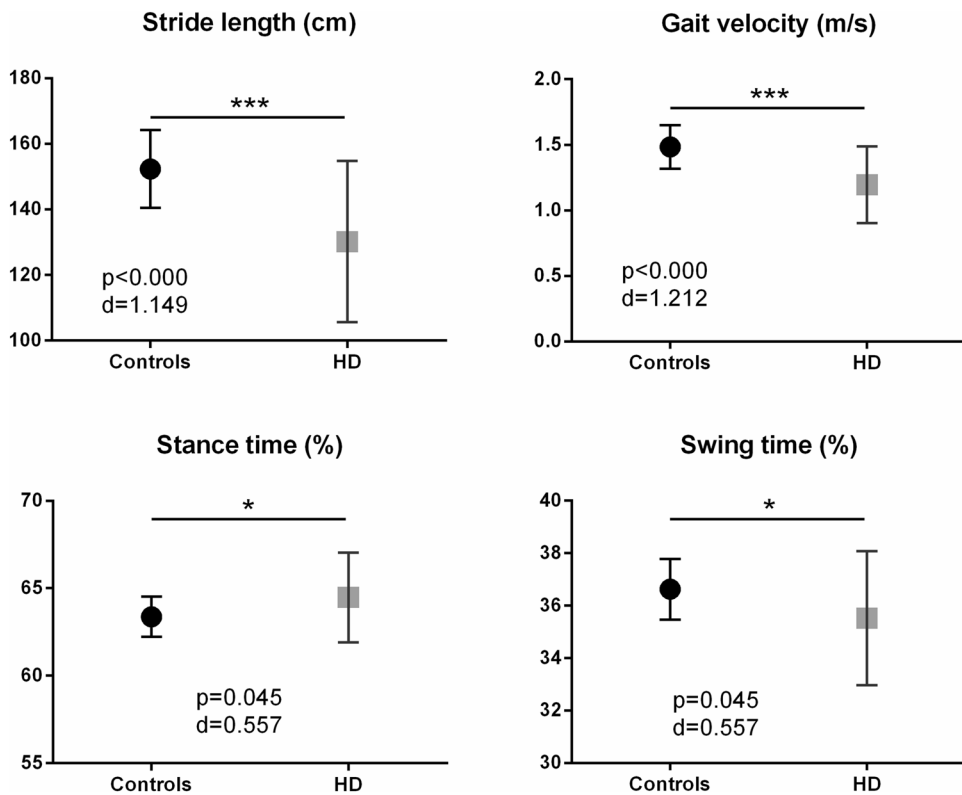 Stride length (cm)
180
160
140
120
100
***
p<0.000
d=1.149
Controls
HD
Gait velocity (m/s)
2.0
1.5
1.0
0.5
0.0
***
p<0.000
d=1.212
Controls
HD
Stance time (%)
70
65
60
55
*
p=0.045
d=0.557
Controls
HD
Swing time (%)
40
38
36
34
32
30
*
p=0.045
d=0.557
Controls
HD